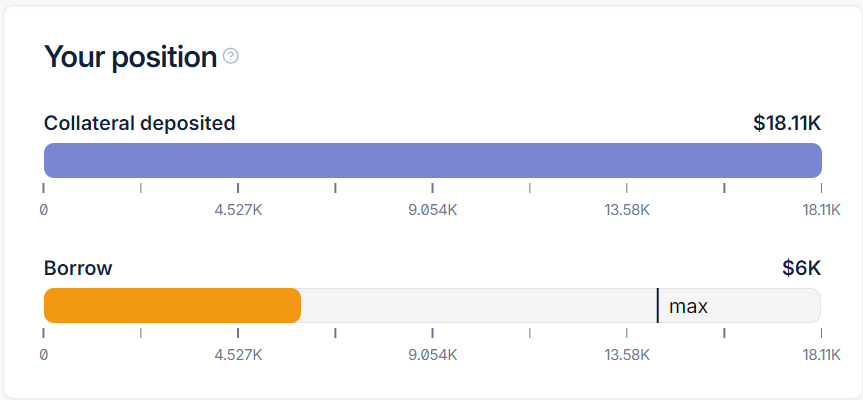 Your position ?
Collateral deposited $18.11K
0 4.527K 9.054K 13.58K 18.11K
Borrow $6K
max
0 4.527K 9.054K 13.58K 18.11K